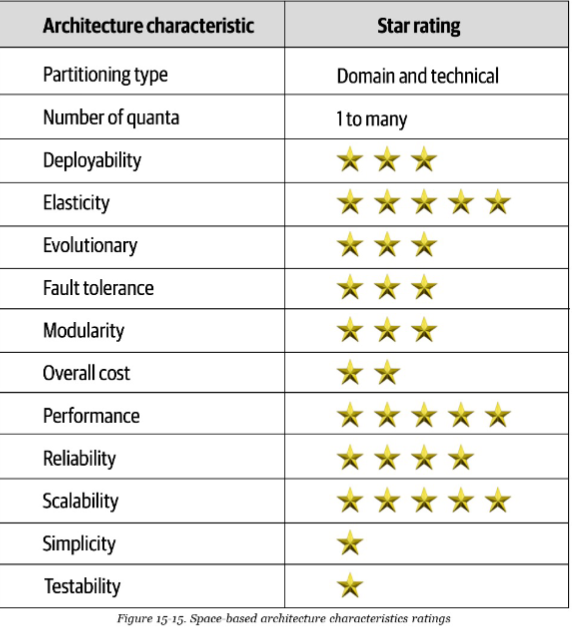 Architecture characteristic Star rating
Partitioning type Domain and technical
Number of quanta 1 to many
Deployability
Elasticity
Evolutionary
Fault tolerance
Modularity
Overall cost
Performance
Reliability
Scalability
Simplicity
Testability
Figure 15-15. Space-based architecture characteristics ratings